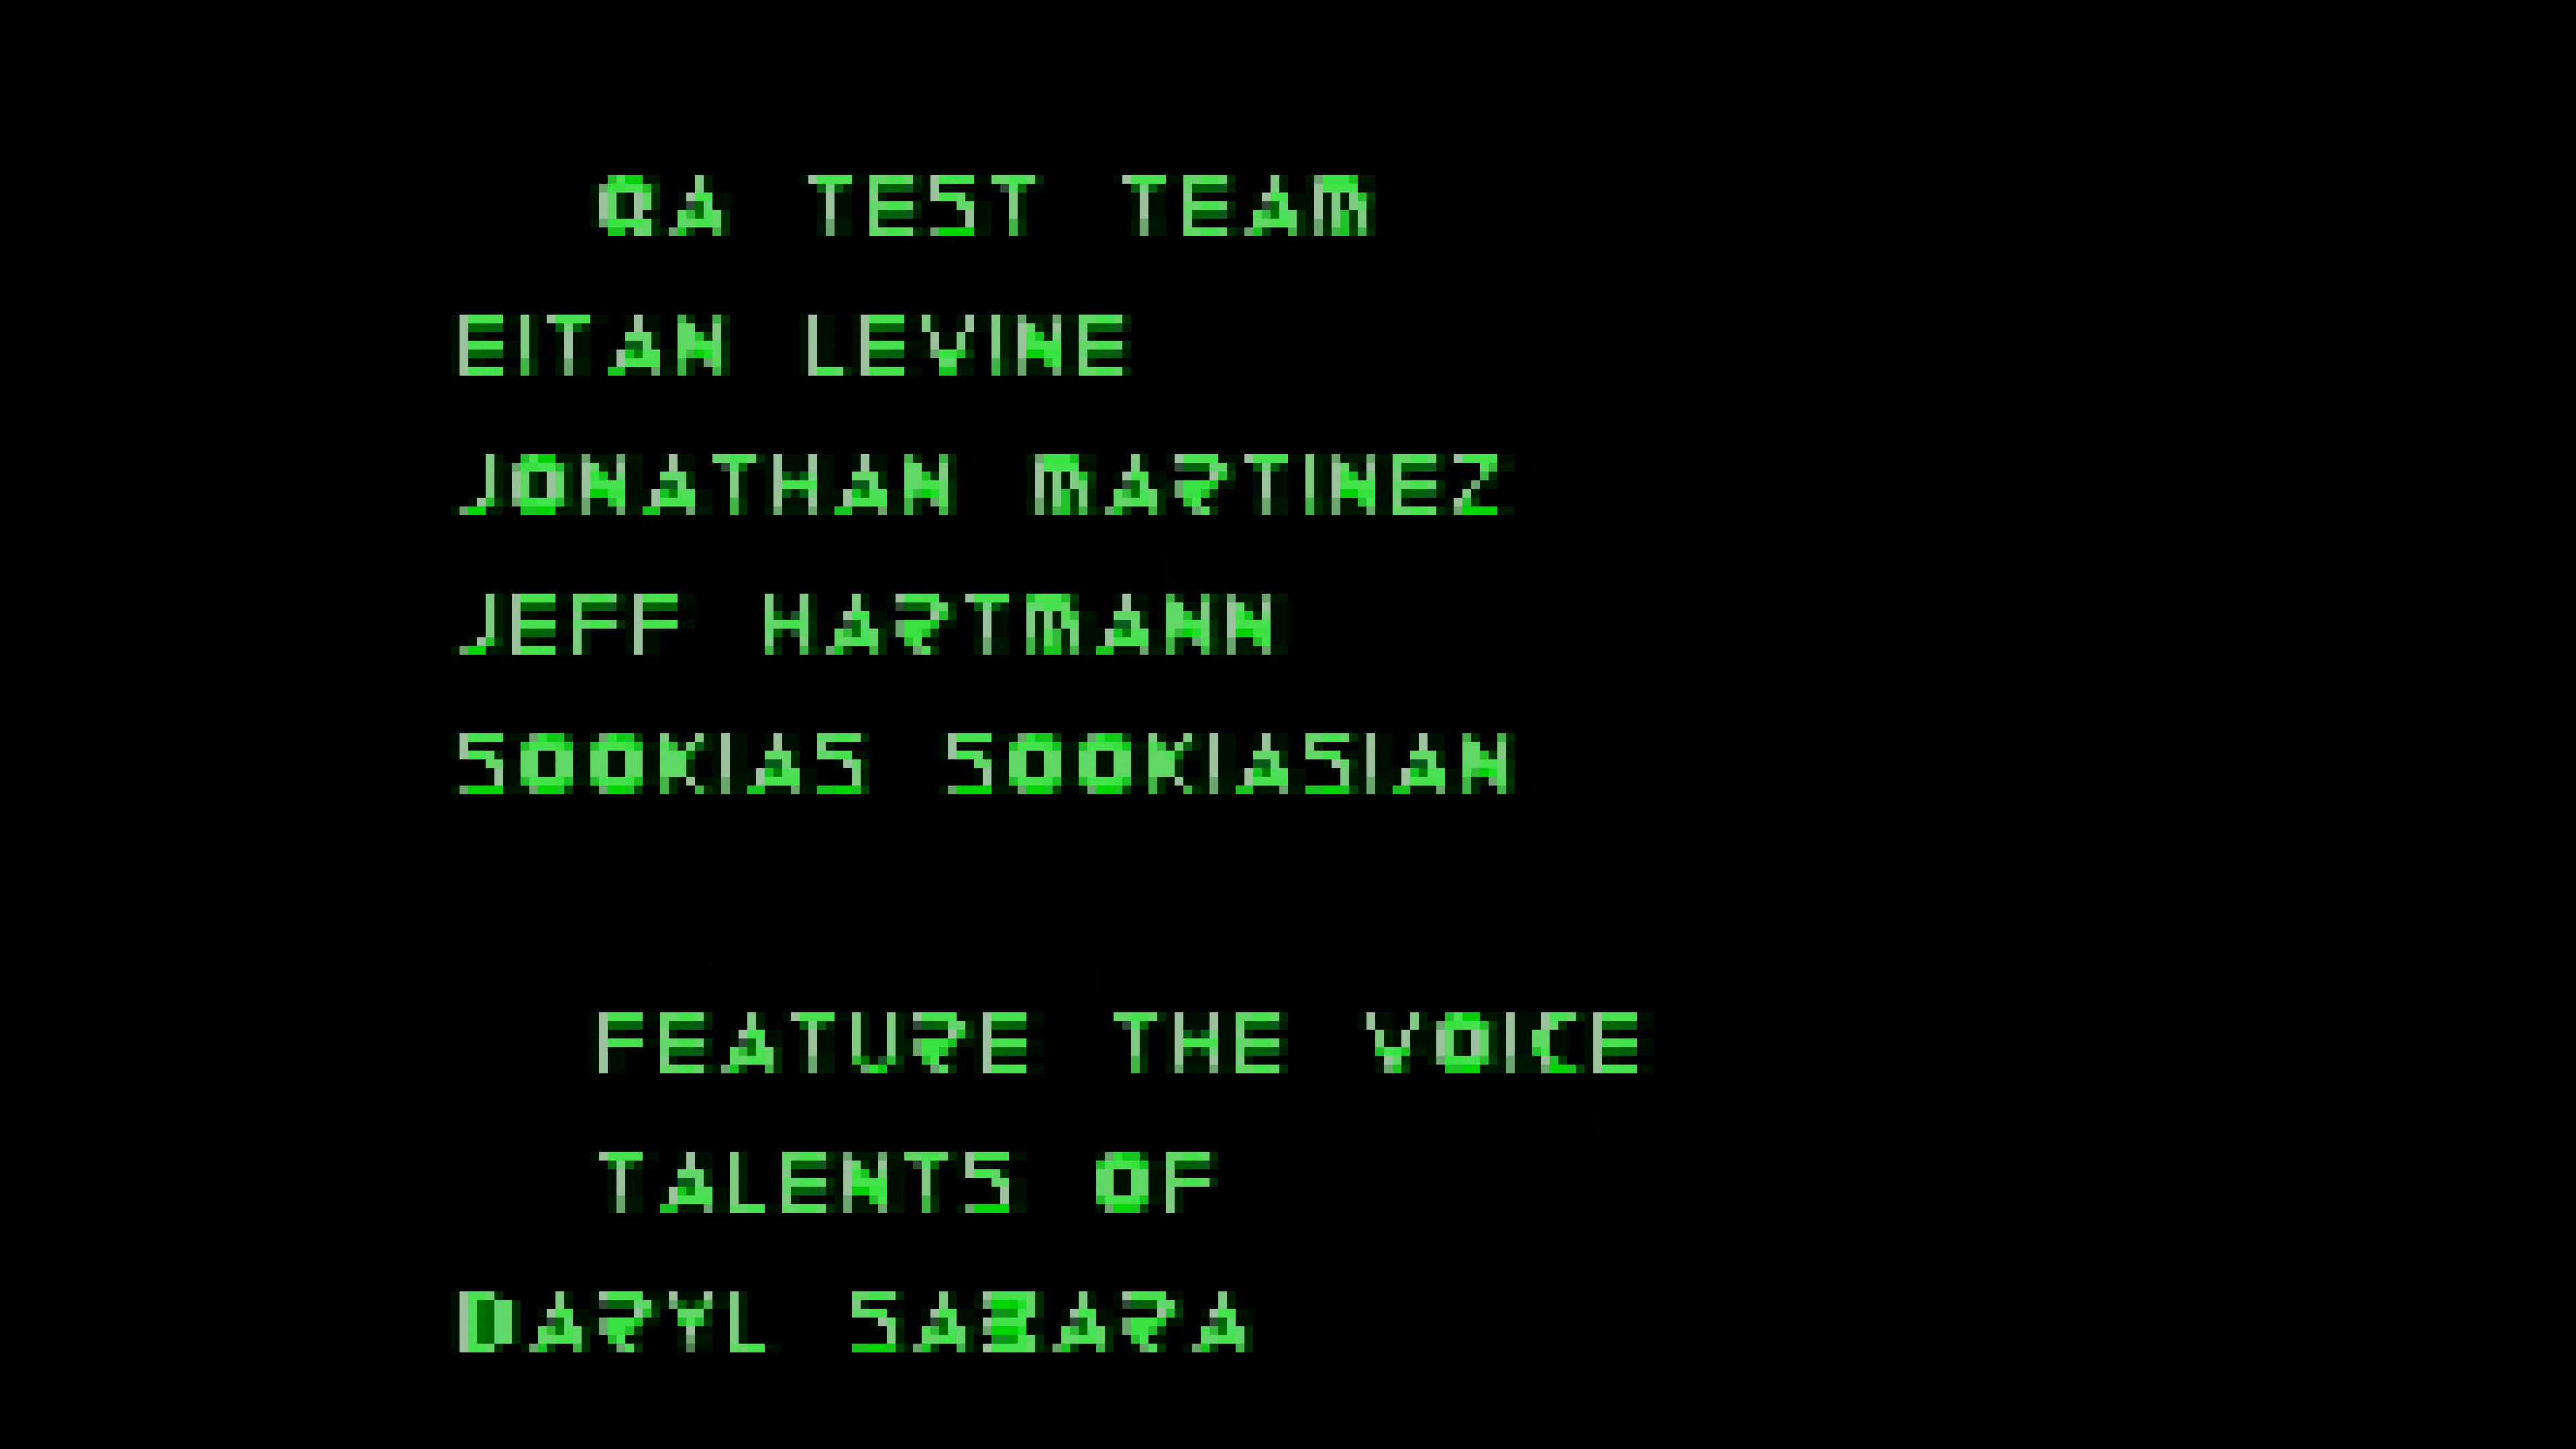 QA TEST TEAM
EITAN LEVINE
JONATHAN MARTINEZ
JEFF HARTMANN
SOOKIAS SOOKIASIAN
FEATURE THE VOICE
TALENTS OF
DARYL SABARA